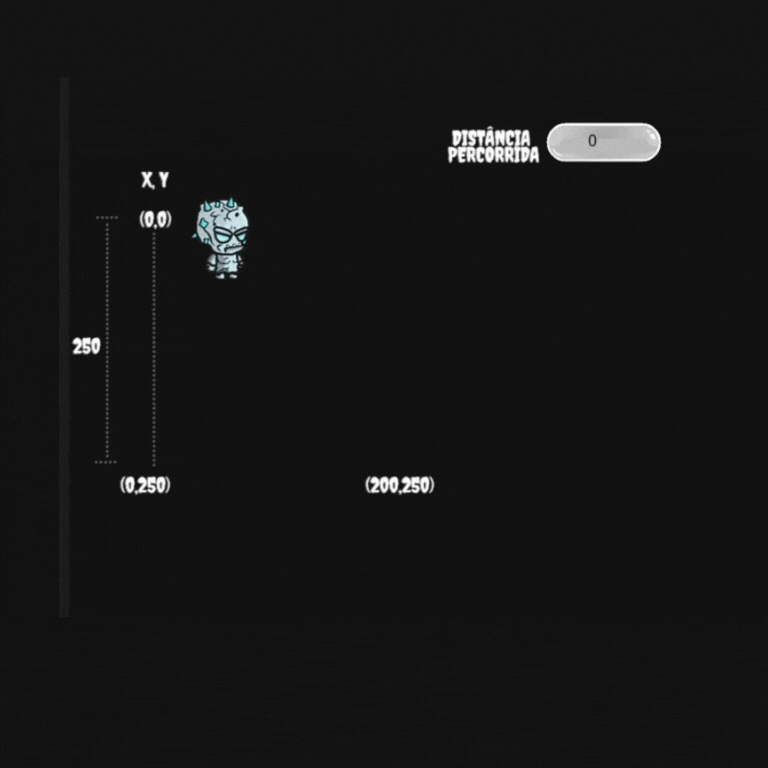 DISTÂNCIA
PERCORRIDA
0
X, Y
(0,0)
250
(0,250)
(200,250)